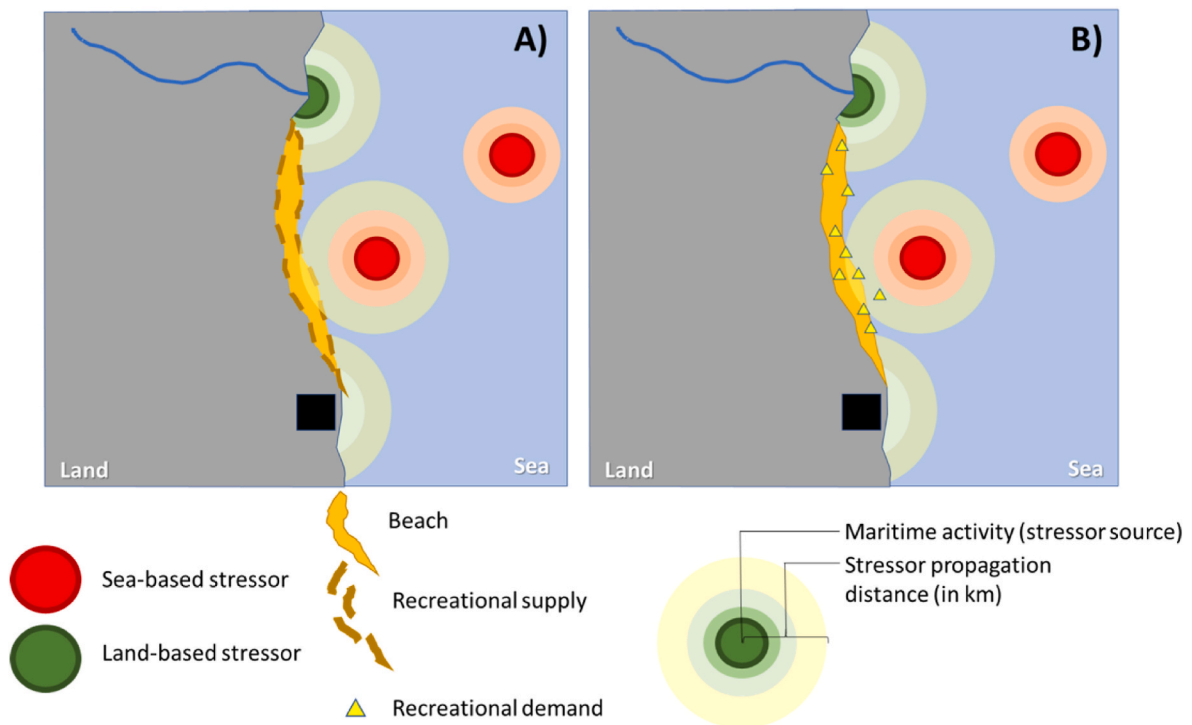 A)
B)
Land
Sea
Land
Sea
Beach
Sea-based stressor
Recreational supply
Land-based stressor
Recreational demand
Maritime activity (stressor source)
Stressor propagation
distance (in km)